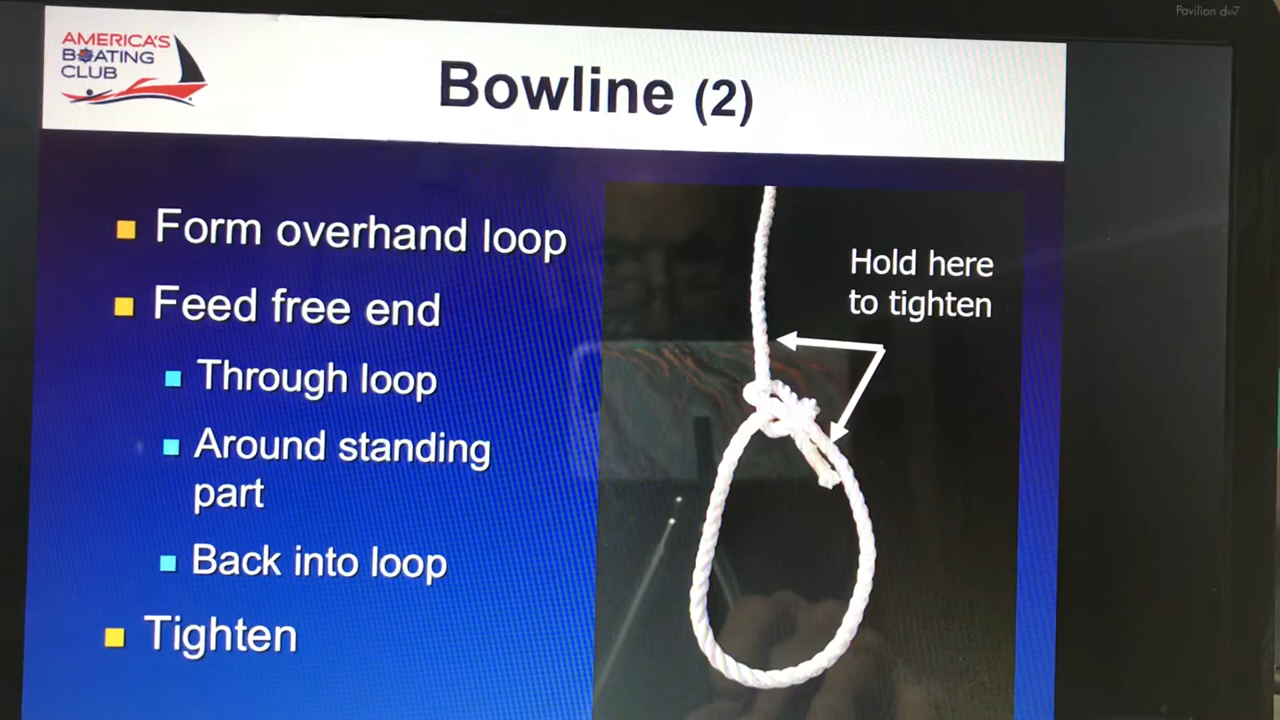 Pavilion dv7
AMERICA'S
BOATING
CLUB
Bowline (2)
Form overhand loop
Feed free end
Through loop
Around standing
part
Back into loop
Tighten
Hold here
to tighten